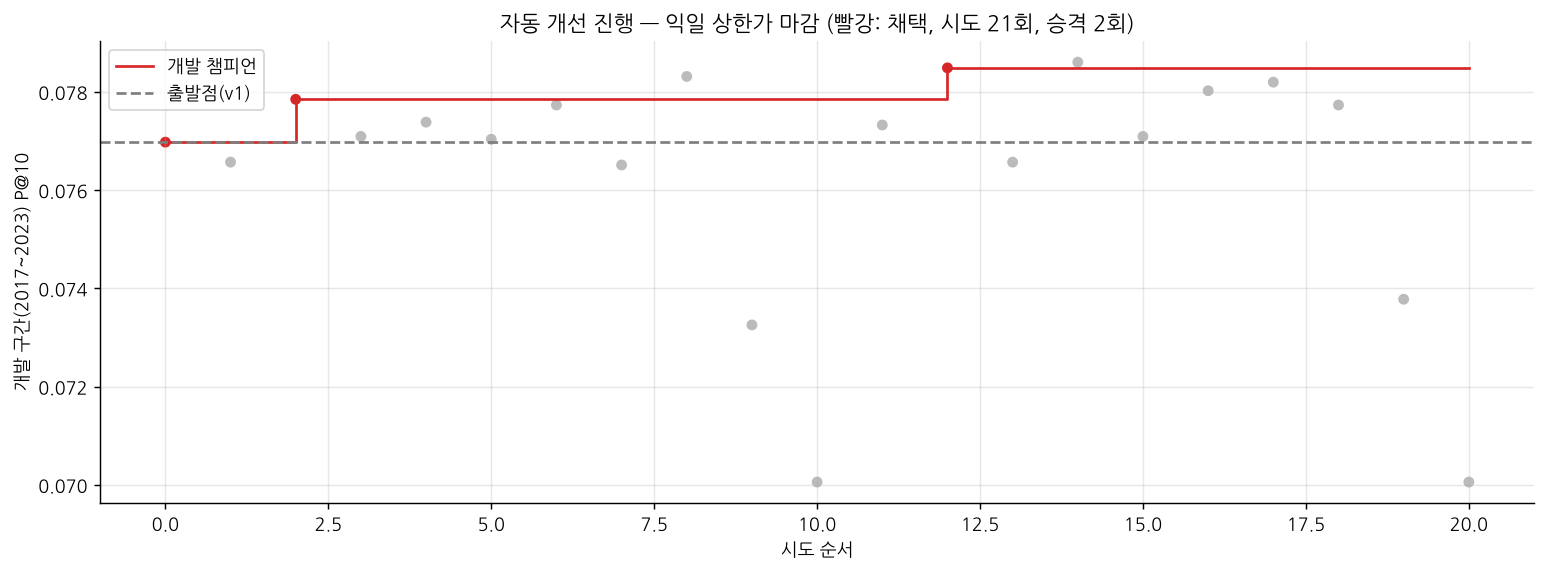 자동 개선 진행 — 익일 상한가 마감 (빨강: 채택, 시도 21회, 승격 2회)
개발 챔피언
출발점(v1)
개발 구간(2017~2023) P@10
0.078
0.076
0.074
0.072
0.070
0.0 2.5 5.0 7.5 10.0 12.5 15.0 17.5 20.0
시도 순서